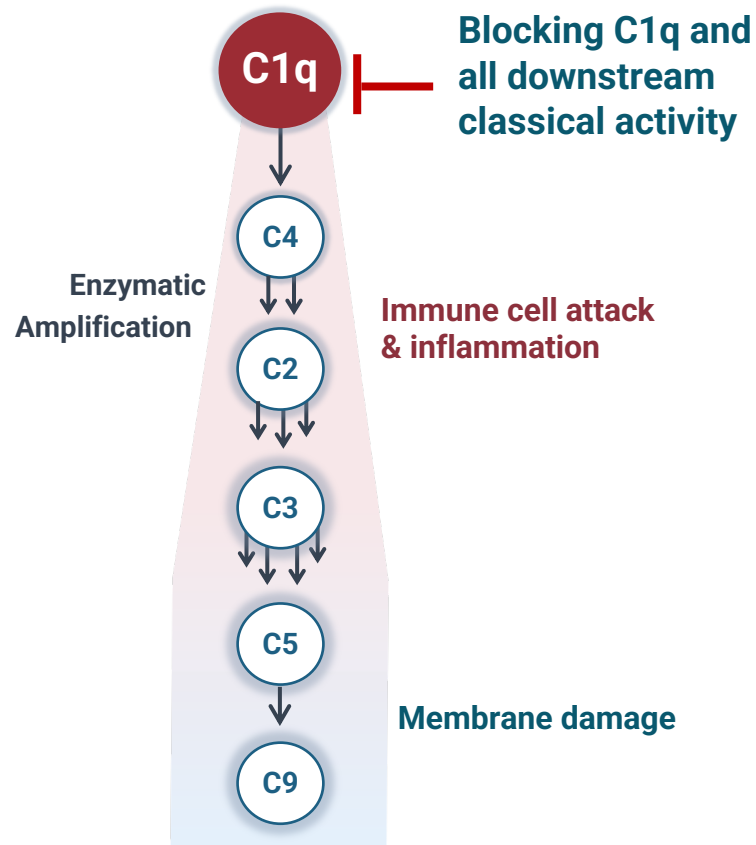 C1q
Blocking C1q and
all downstream
classical activity
C4
Enzymatic
Amplification
Immune cell attack
& inflammation
C2
C3
C5
Membrane damage
C9